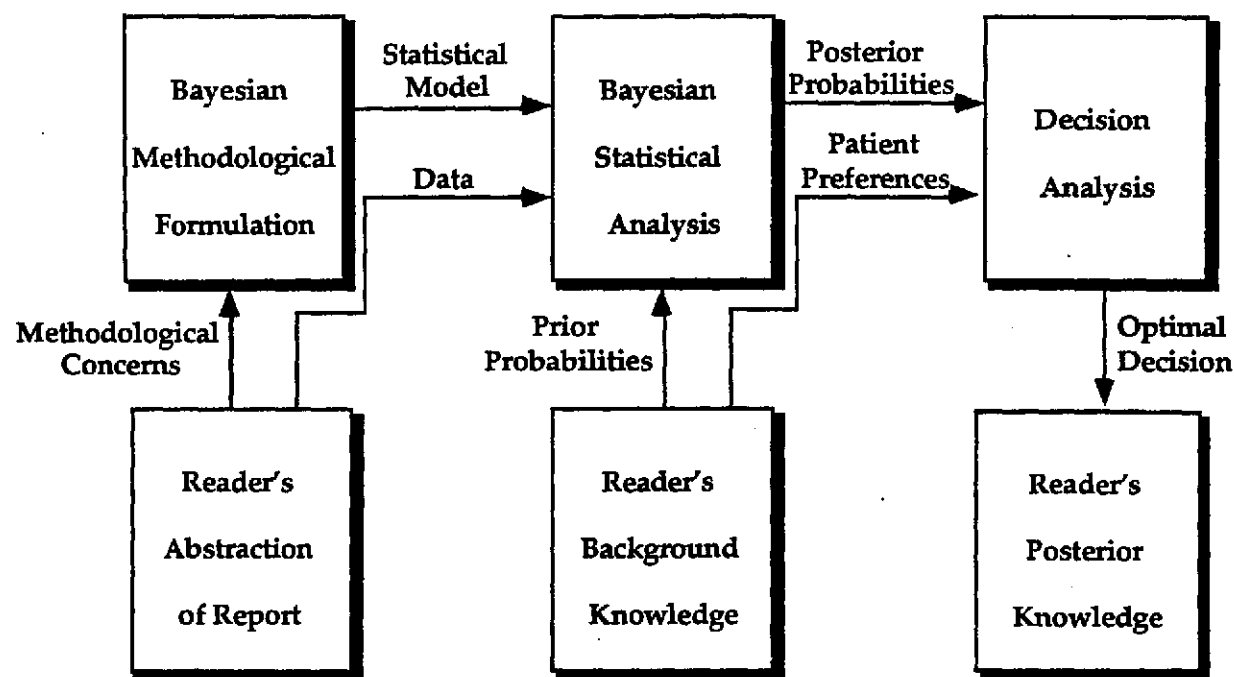 Bayesian
Methodological
Formulation
Statistical
Model
Data
Bayesian
Statistical
Analysis
Posterior
Probabilities
Patient
Preferences
Decision
Analysis
Methodological
Concerns
Prior
Probabilities
Optimal
Decision
Reader's
Abstraction
of Report
Reader's
Background
Knowledge
Reader's
Posterior
Knowledge